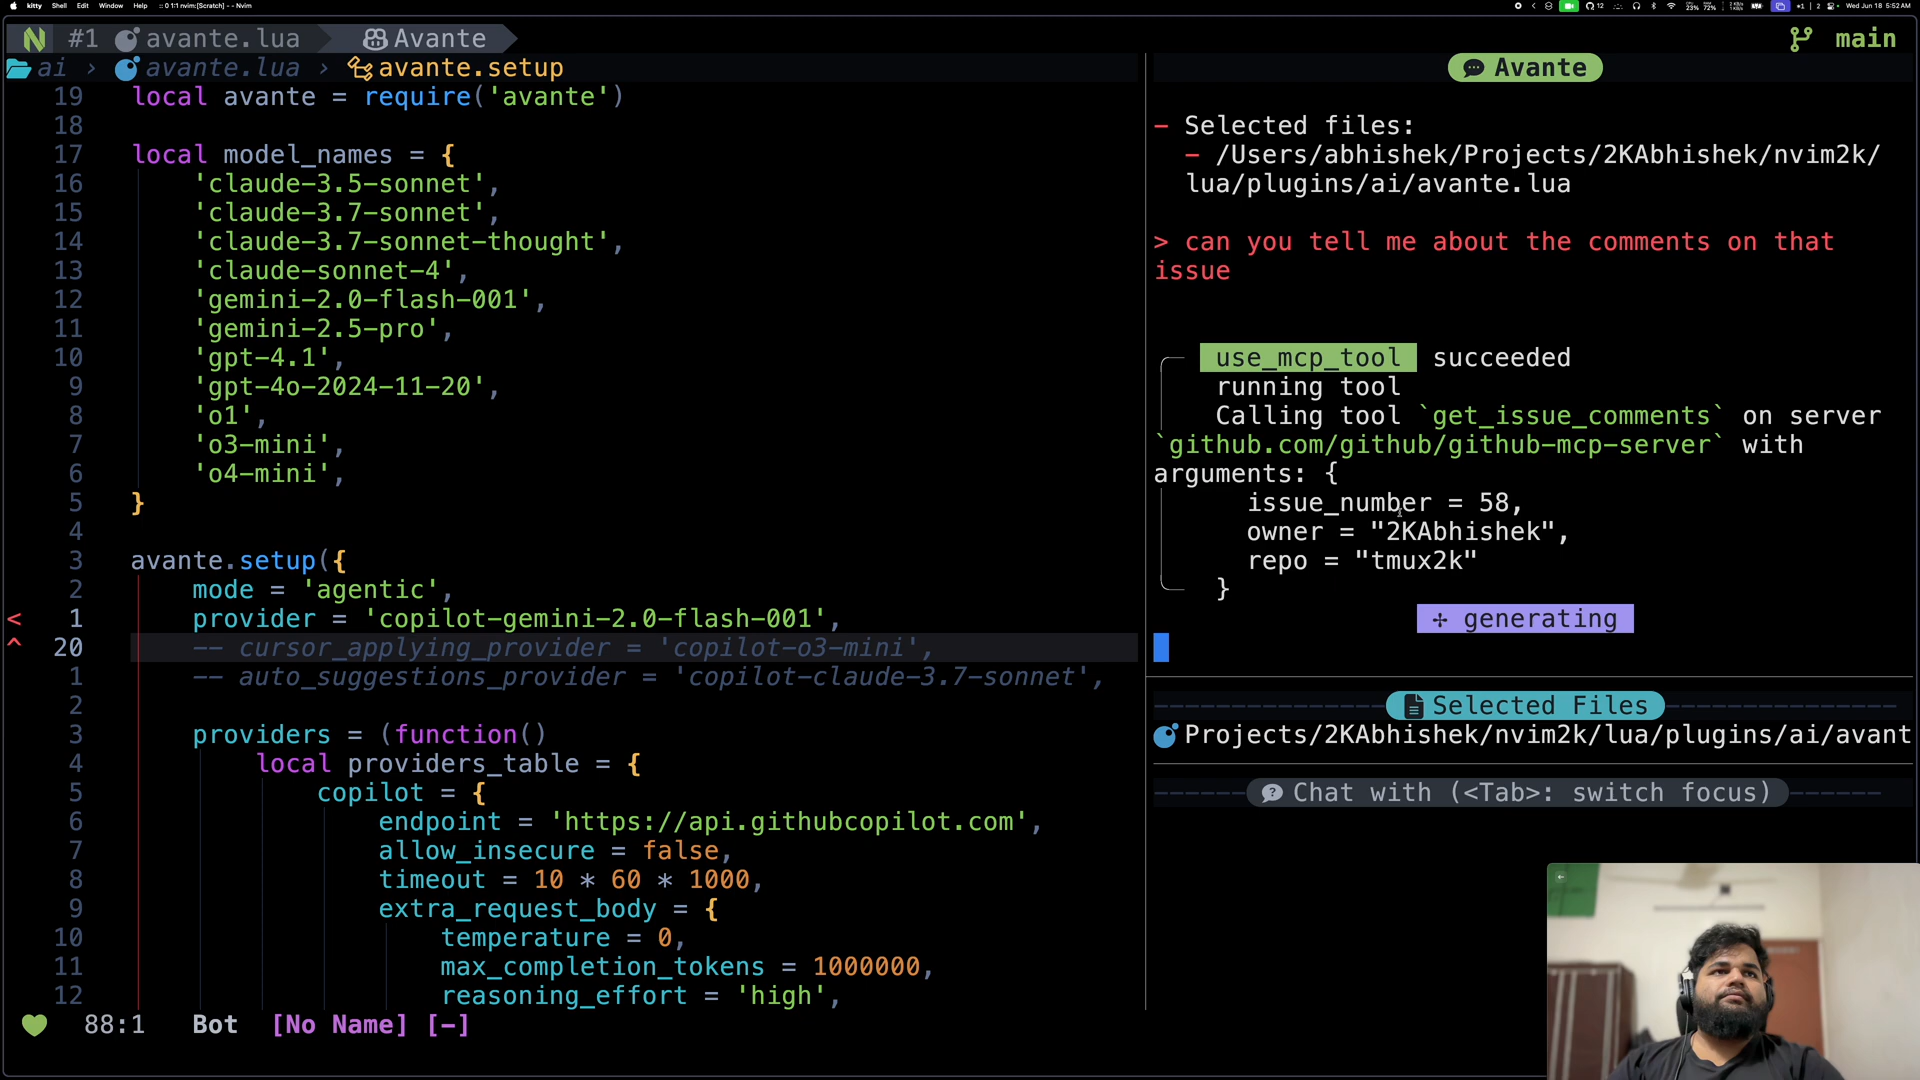 kitty Shell Edit Window Help :: 0 1:1 nvim:[Scratch] - - Nvim
12 23% 72% Wed Jun 18 5:52 AM
#1 avante.lua Avante main
ai › avante.lua › avante.setup
19 local avante = require('avante')
18
17 local model_names = {
16 'claude-3.5-sonnet',
15 'claude-3.7-sonnet',
14 'claude-3.7-sonnet-thought',
13 'claude-sonnet-4',
12 'gemini-2.0-flash-001',
11 'gemini-2.5-pro',
10 'gpt-4.1',
9 'gpt-4o-2024-11-20',
8 'o1',
7 'o3-mini',
6 'o4-mini',
5 }
4
3 avante.setup({
2 mode = 'agentic',
< 1 provider = 'copilot-gemini-2.0-flash-001',
^ 20 -- cursor_applying_provider = 'copilot-o3-mini',
1 -- auto_suggestions_provider = 'copilot-claude-3.7-sonnet',
2
3 providers = (function()
4 local providers_table = {
5 copilot = {
6 endpoint = 'https://api.githubcopilot.com',
7 allow_insecure = false,
8 timeout = 10 * 60 * 1000,
9 extra_request_body = {
10 temperature = 0,
11 max_completion_tokens = 1000000,
12 reasoning_effort = 'high',
88:1 Bot [No Name] [-]
Avante
- Selected files:
- /Users/abhishek/Projects/2KAbhishek/nvim2k/
lua/plugins/ai/avante.lua
> can you tell me about the comments on that
issue
use_mcp_tool succeeded
running tool
Calling tool `get_issue_comments` on server
`github.com/github/github-mcp-server` with
arguments: {
issue_number = 58,
owner = "2KAbhishek",
repo = "tmux2k"
}
generating
Selected Files
Projects/2KAbhishek/nvim2k/lua/plugins/ai/avant
Chat with (<Tab>: switch focus)